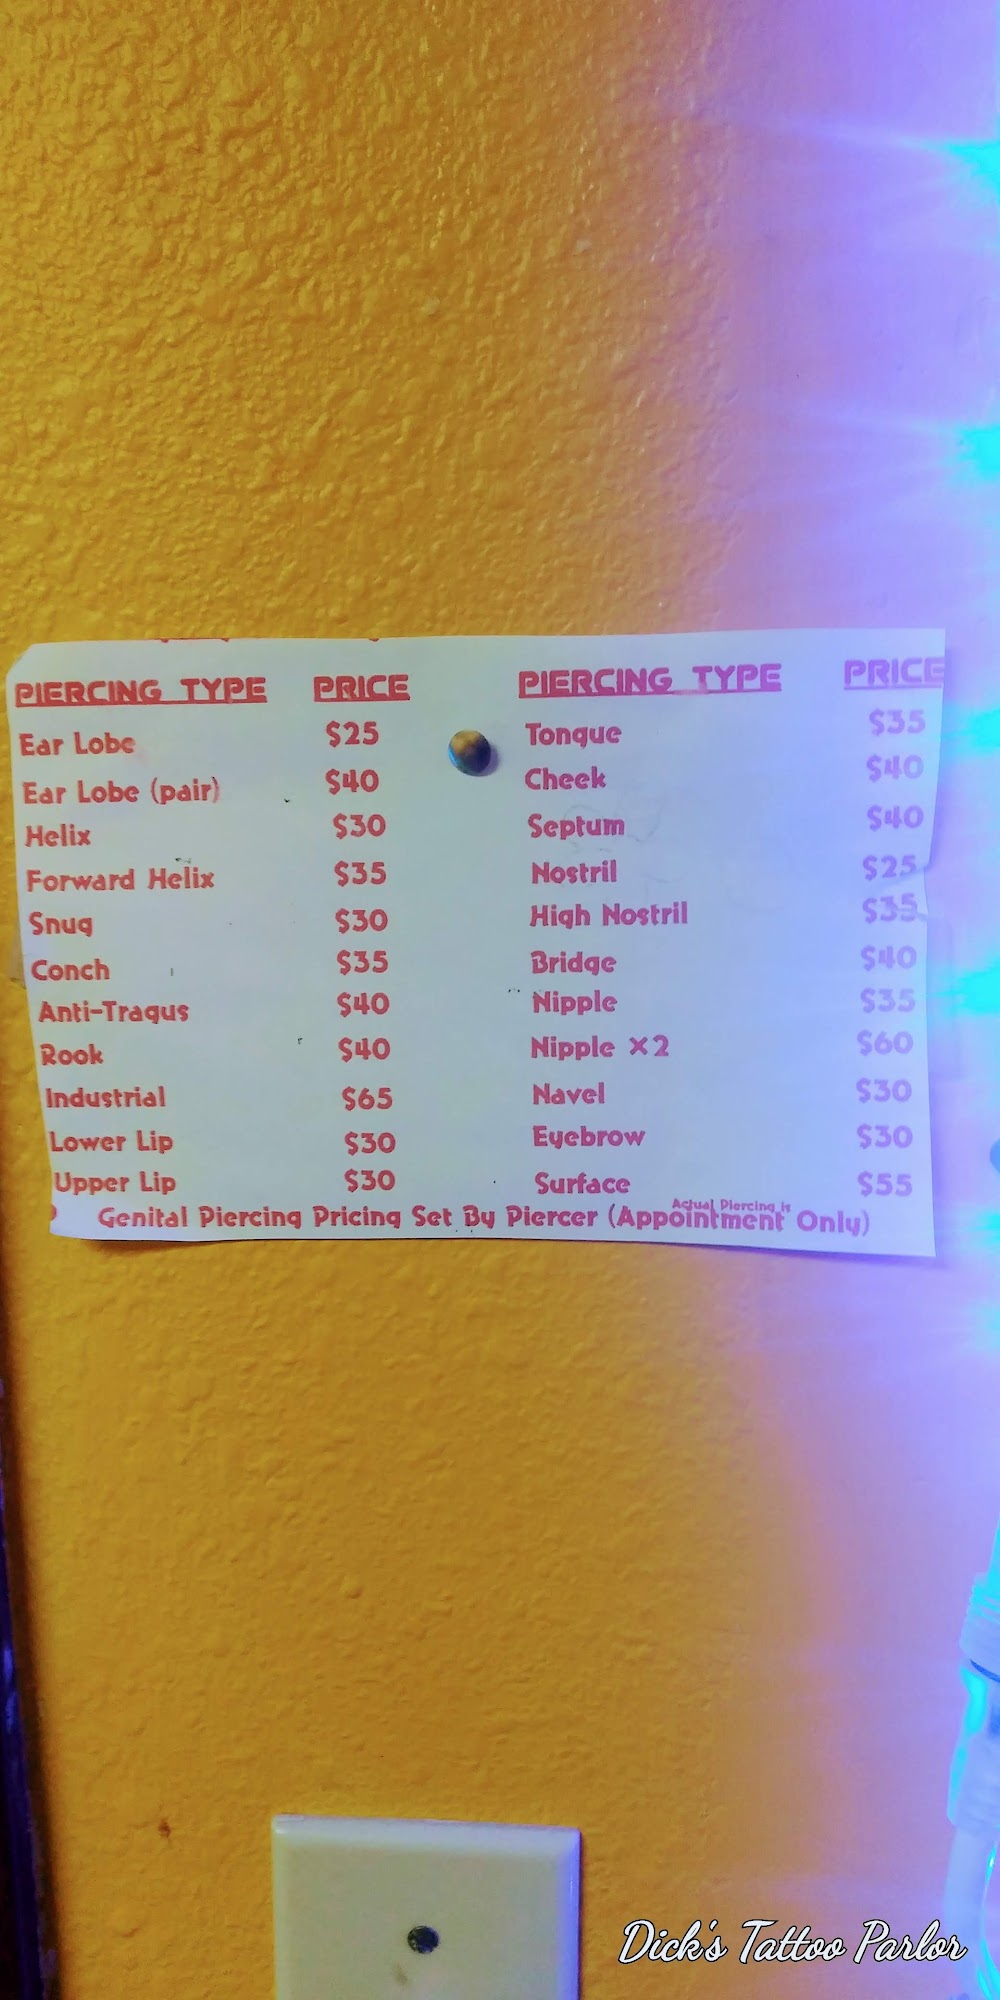 PIERCING TYPE PRICE PIERCING TYPE PRICE
Ear Lobe $25 Tongue $35
Ear Lobe (pair) $40 Cheek $40
Helix $30 Septum $40
Forward Helix $35 Nostril $25
Snug $30 High Nostril $35
Conch $35 Bridge $40
Anti-Tragus $40 Nipple $35
Rook $40 Nipple ×2 $60
Industrial $65 Navel $30
Lower Lip $30 Eyebrow $30
Upper Lip $30 Surface $55
Actual Piercing is
Genital Piercing Pricing Set By Piercer (Appointment Only)
Dick's Tattoo Parlor